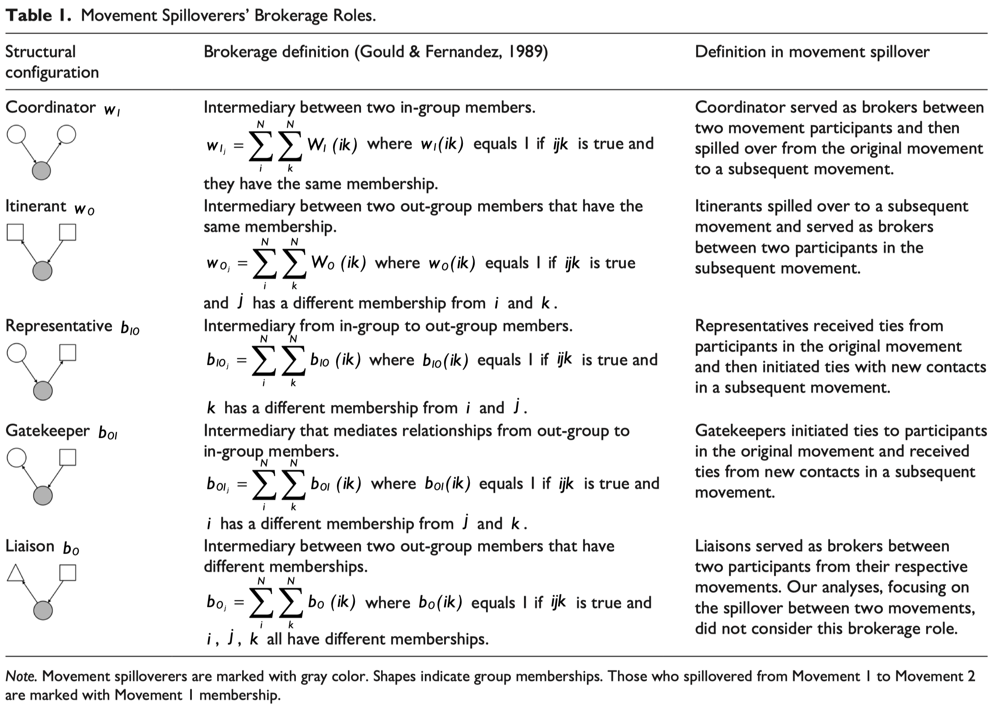 Table 1. Movement Spilloverers’ Brokerage Roles.
Structural configuration
Brokerage definition (Gould & Fernandez, 1989)
Definition in movement spillover
Coordinator w_I
Intermediary between two in-group members.
w_{I_j} = \sum_i^N \sum_k^N W_I (ik) where w_I(ik) equals 1 if ijk is true and
they have the same membership.
Coordinator served as brokers between
two movement participants and then
spilled over from the original movement
to a subsequent movement.
Itinerant w_O
Intermediary between two out-group members that have the
same membership.
w_{O_j} = \sum_i^N \sum_k^N W_O (ik) where w_O(ik) equals 1 if ijk is true
and j has a different membership from i and k.
Itinerants spilled over to a subsequent
movement and served as brokers
between two participants in the
subsequent movement.
Representative b_{IO}
Intermediary from in-group to out-group members.
b_{IO_j} = \sum_i^N \sum_k^N b_{IO} (ik) where b_{IO}(ik) equals 1 if ijk is true and
k has a different membership from i and j.
Representatives received ties from
participants in the original movement
and then initiated ties with new contacts
in a subsequent movement.
Gatekeeper b_{OI}
Intermediary that mediates relationships from out-group to
in-group members.
b_{OI_j} = \sum_i^N \sum_k^N b_{OI} (ik) where b_{OI}(ik) equals 1 if ijk is true and
i has a different membership from j and k.
Gatekeepers initiated ties to participants
in the original movement and received
ties from new contacts in a subsequent
movement.
Liaison b_O
Intermediary between two out-group members that have
different memberships.
b_{O_j} = \sum_i^N \sum_k^N b_O (ik) where b_O(ik) equals 1 if ijk is true and
i, j, k all have different memberships.
Liaisons served as brokers between
two participants from their respective
movements. Our analyses, focusing on
the spillover between two movements,
did not consider this brokerage role.
Note. Movement spilloverers are marked with gray color. Shapes indicate group memberships. Those who spillovered from Movement 1 to Movement 2
are marked with Movement 1 membership.